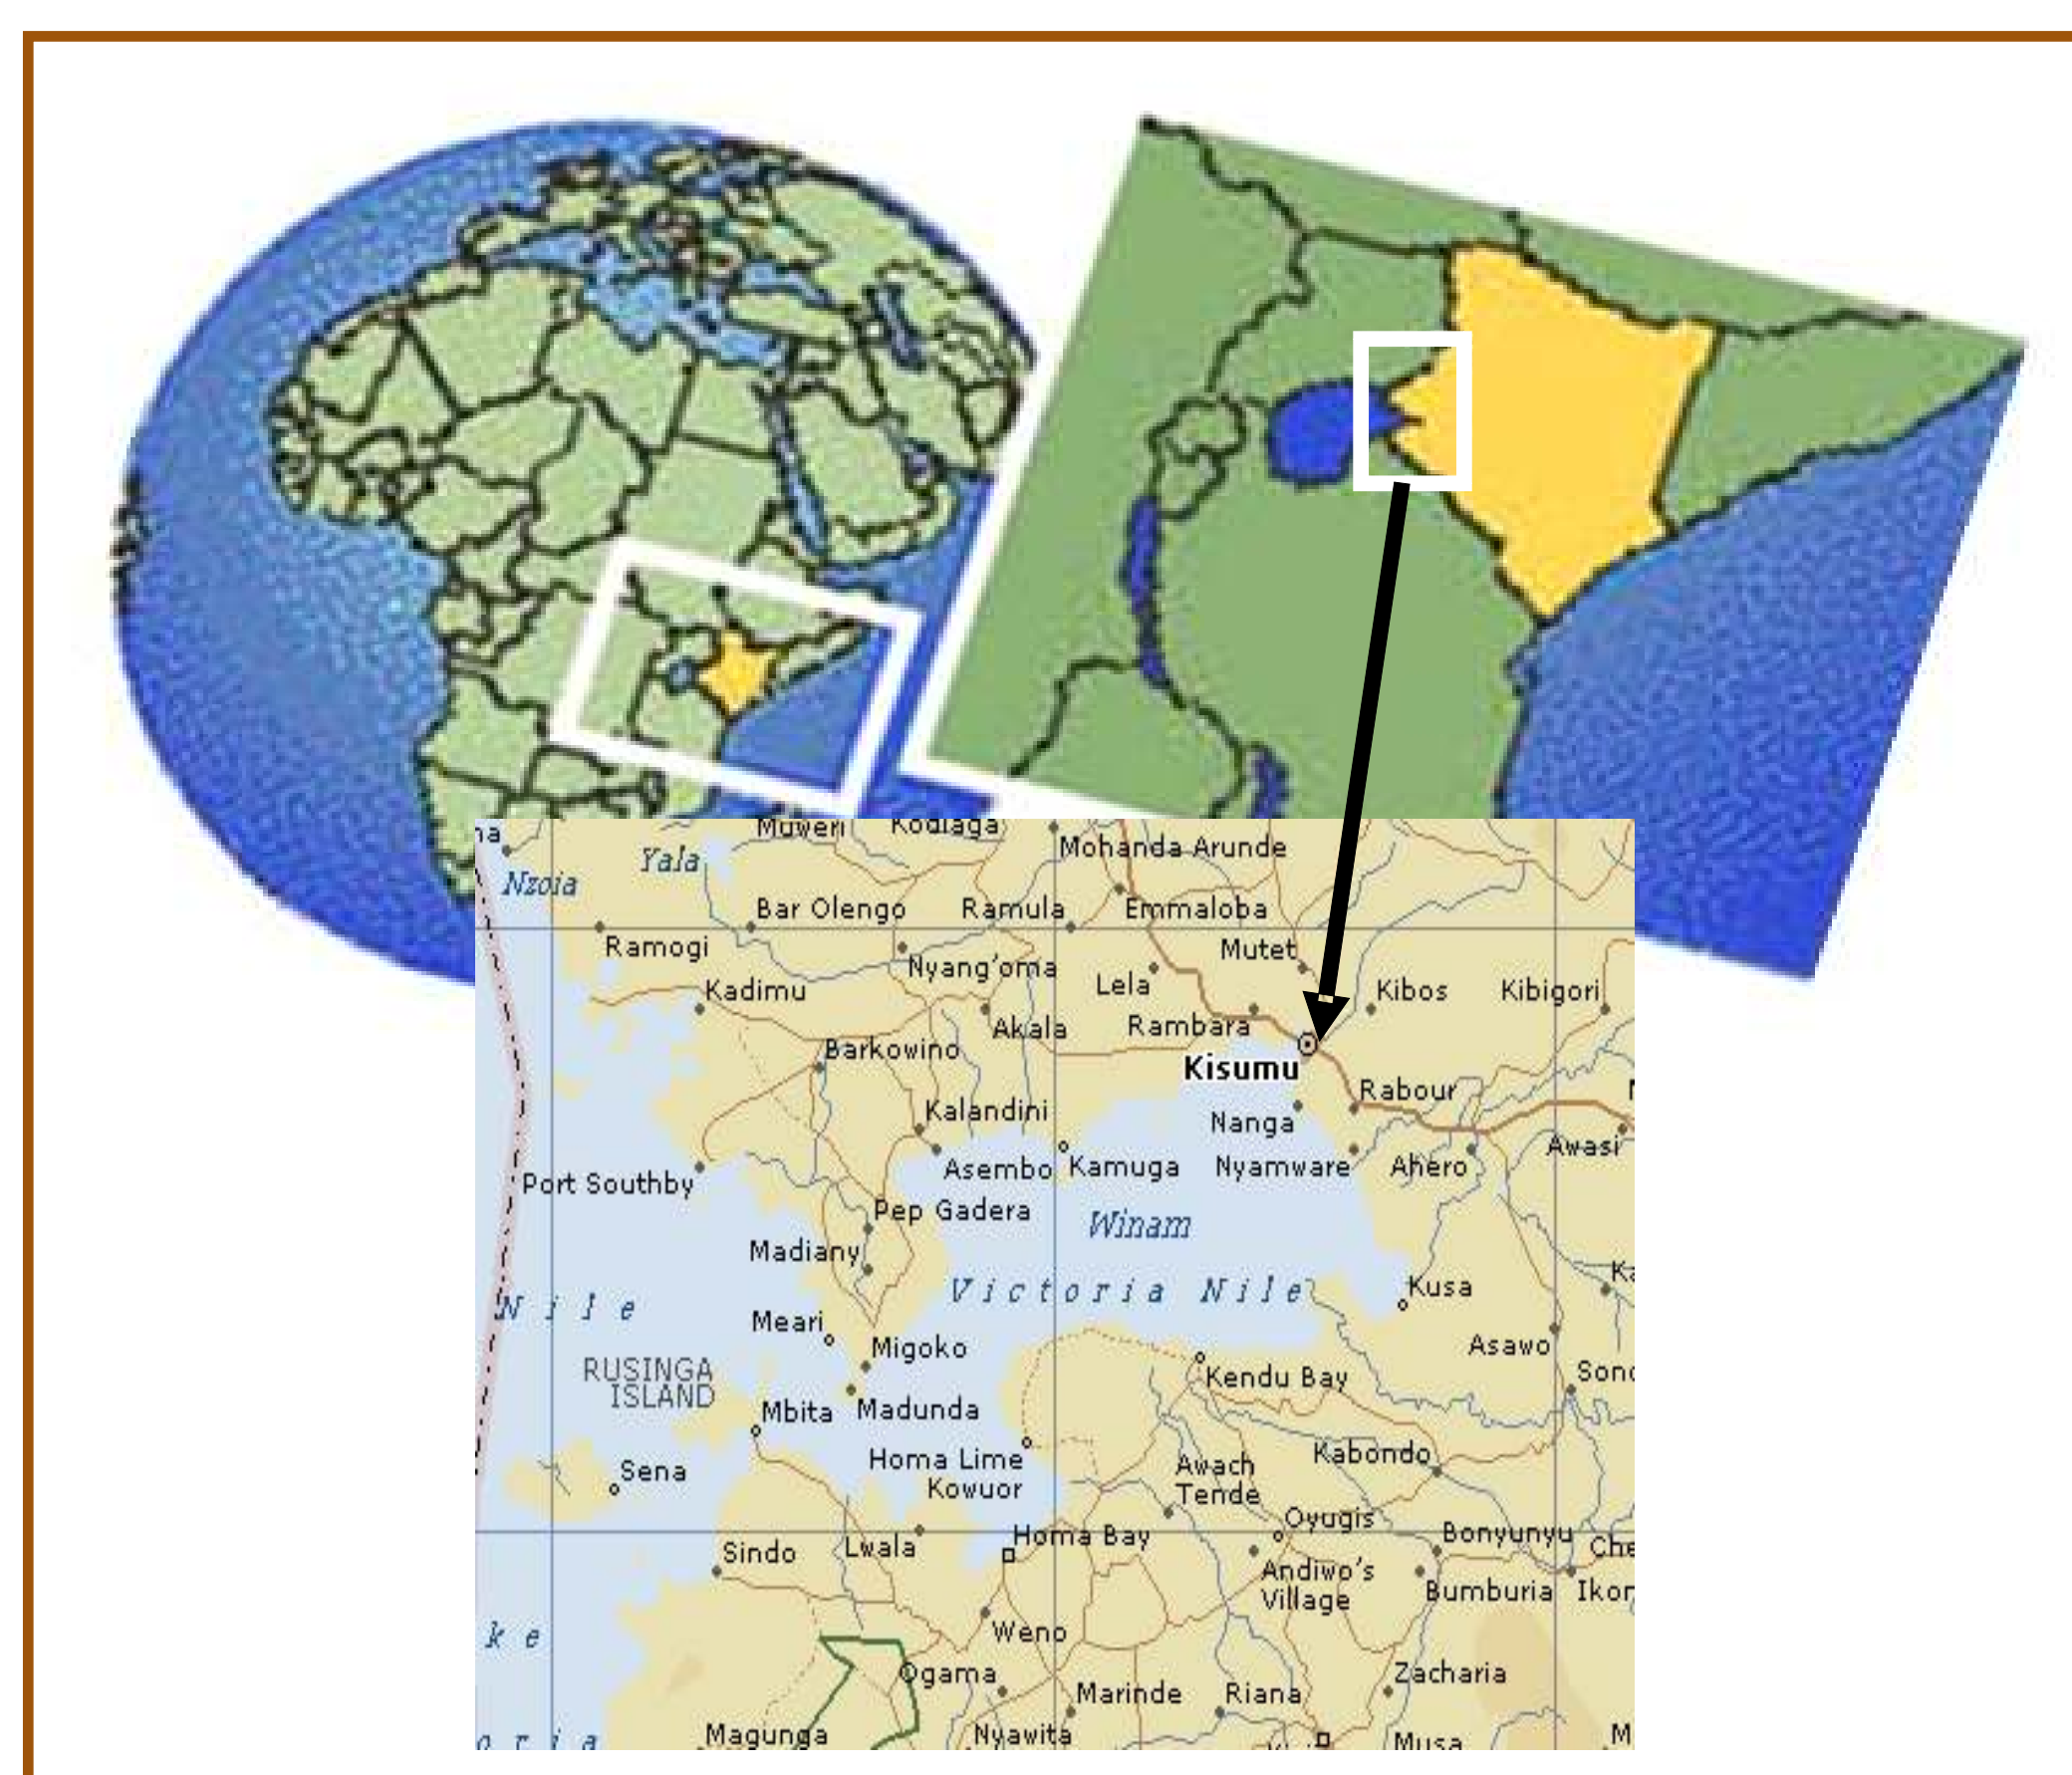 Muweri
Kodiaga
Mohanda Arunde
Yala
Nzoia
Bar Olengo
Ramula
Emmaloba
Ramogi
Mutet
Nyang'oma
Lela
Kadimu
Kibos
Kibigori
Akala
Rambara
Barkowino
Kisumu
Rabour
Kalandini
Nanga
Awasi
Asembo
Kamuga
Nyamware
Ahero
Port Southby
Pep Gadera
Winam
Madiany
Victoria Nile
Kusa
Nile
Meari
Migoko
Asawo
RUSINGA
ISLAND
Kendu Bay
Mbita
Madunda
Homa Lime
Kowuor
Kabondo
Sena
Awach
Tende
Oyugis
Homa Bay
Bonyunyu
Sindo
Lwala
Andiwo's
Village
Bumburia
Weno
Ogama
Zacharia
Marinde
Riana
Magunga
Nyawita
Musa